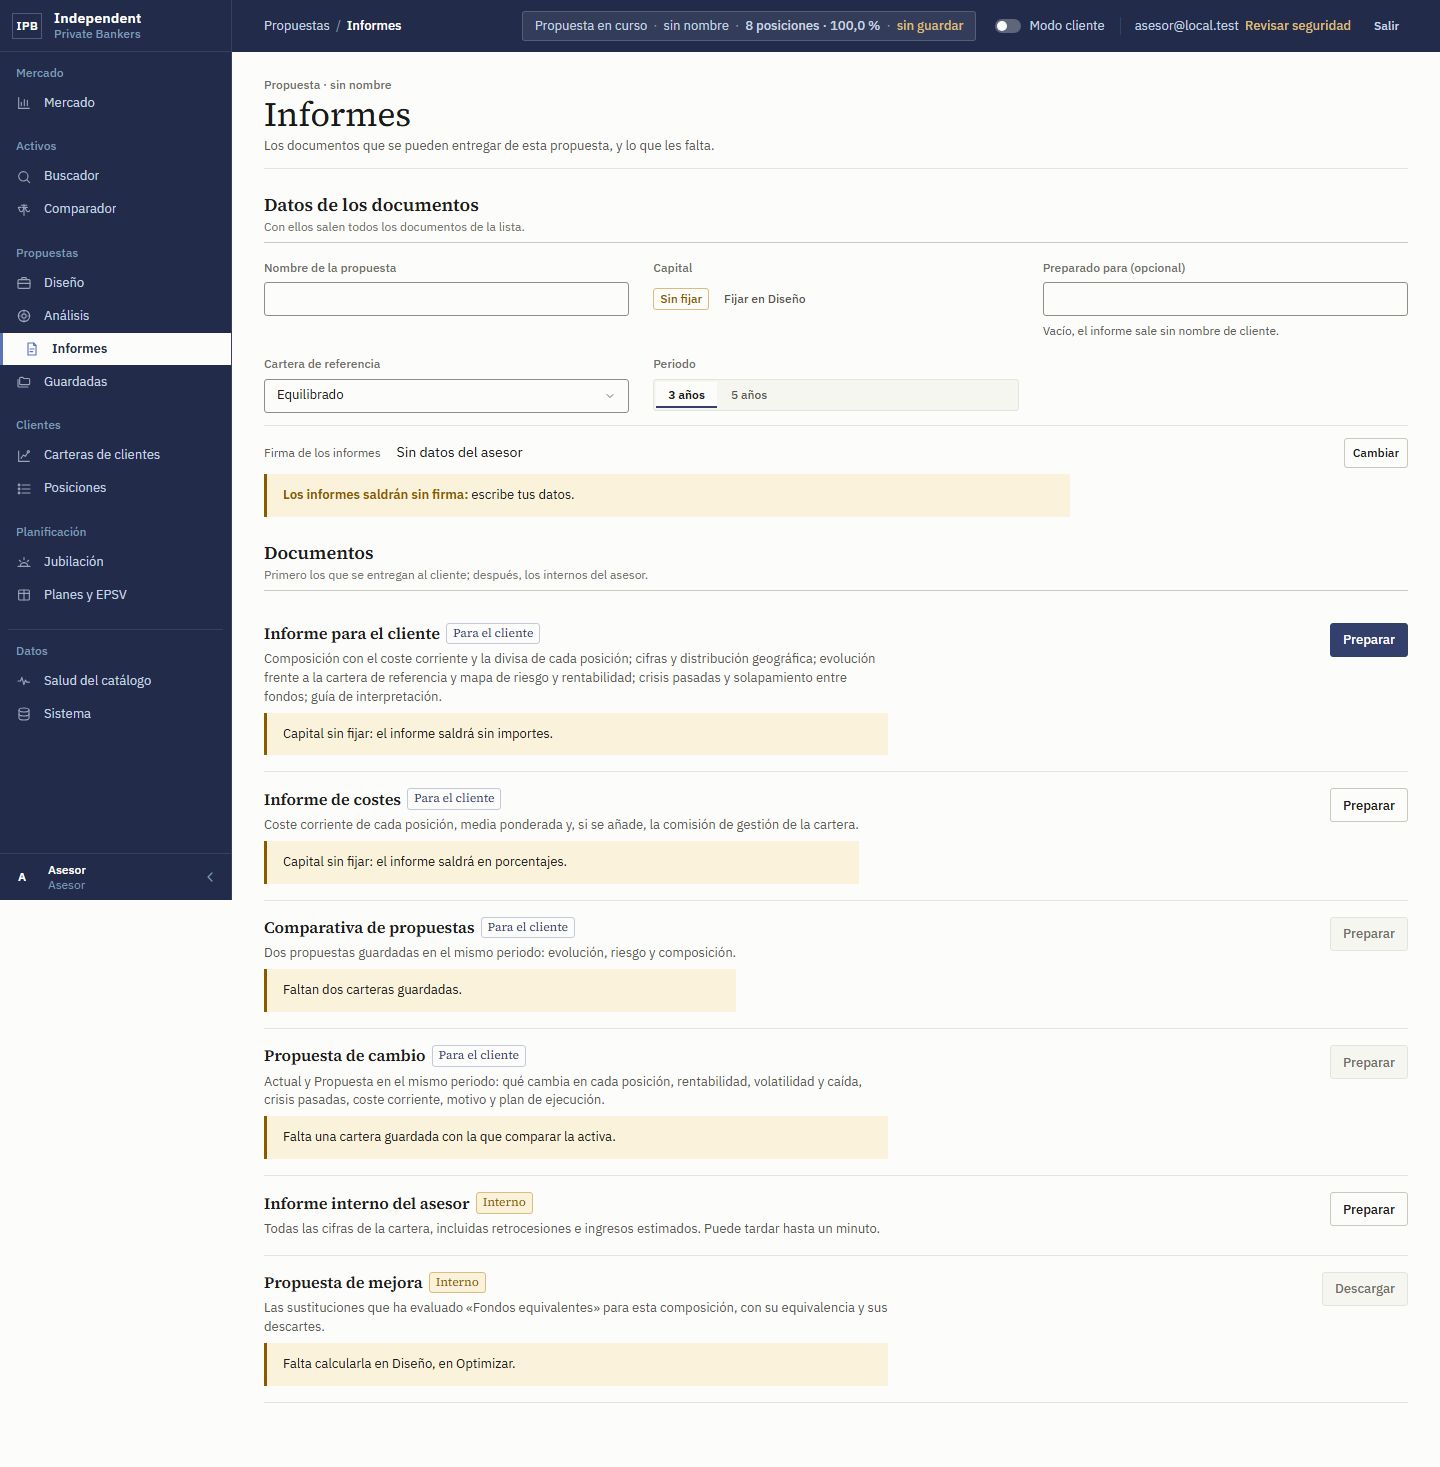 IPB
Independent
Private Bankers
Propuestas / Informes
Propuesta en curso · sin nombre · 8 posiciones · 100,0 % · sin guardar
Modo cliente
asesor@local.test Revisar seguridad
Salir
Mercado
Mercado
Activos
Buscador
Comparador
Propuestas
Diseño
Análisis
Informes
Guardadas
Clientes
Carteras de clientes
Posiciones
Planificación
Jubilación
Planes y EPSV
Datos
Salud del catálogo
Sistema
A
Asesor
Asesor
Propuesta · sin nombre
Informes
Los documentos que se pueden entregar de esta propuesta, y lo que les falta.
Datos de los documentos
Con ellos salen todos los documentos de la lista.
Nombre de la propuesta
Capital
Sin fijar
Fijar en Diseño
Preparado para (opcional)
Vacío, el informe sale sin nombre de cliente.
Cartera de referencia
Equilibrado
Periodo
3 años
5 años
Firma de los informes
Sin datos del asesor
Cambiar
Los informes saldrán sin firma: escribe tus datos.
Documentos
Primero los que se entregan al cliente; después, los internos del asesor.
Informe para el cliente
Para el cliente
Preparar
Composición con el coste corriente y la divisa de cada posición; cifras y distribución geográfica; evolución
frente a la cartera de referencia y mapa de riesgo y rentabilidad; crisis pasadas y solapamiento entre
fondos; guía de interpretación.
Capital sin fijar: el informe saldrá sin importes.
Informe de costes
Para el cliente
Preparar
Coste corriente de cada posición, media ponderada y, si se añade, la comisión de gestión de la cartera.
Capital sin fijar: el informe saldrá en porcentajes.
Comparativa de propuestas
Para el cliente
Preparar
Dos propuestas guardadas en el mismo periodo: evolución, riesgo y composición.
Faltan dos carteras guardadas.
Propuesta de cambio
Para el cliente
Preparar
Actual y Propuesta en el mismo periodo: qué cambia en cada posición, rentabilidad, volatilidad y caída,
crisis pasadas, coste corriente, motivo y plan de ejecución.
Falta una cartera guardada con la que comparar la activa.
Informe interno del asesor
Interno
Preparar
Todas las cifras de la cartera, incluidas retrocesiones e ingresos estimados. Puede tardar hasta un minuto.
Propuesta de mejora
Interno
Descargar
Las sustituciones que ha evaluado «Fondos equivalentes» para esta composición, con su equivalencia y sus
descartes.
Falta calcularla en Diseño, en Optimizar.